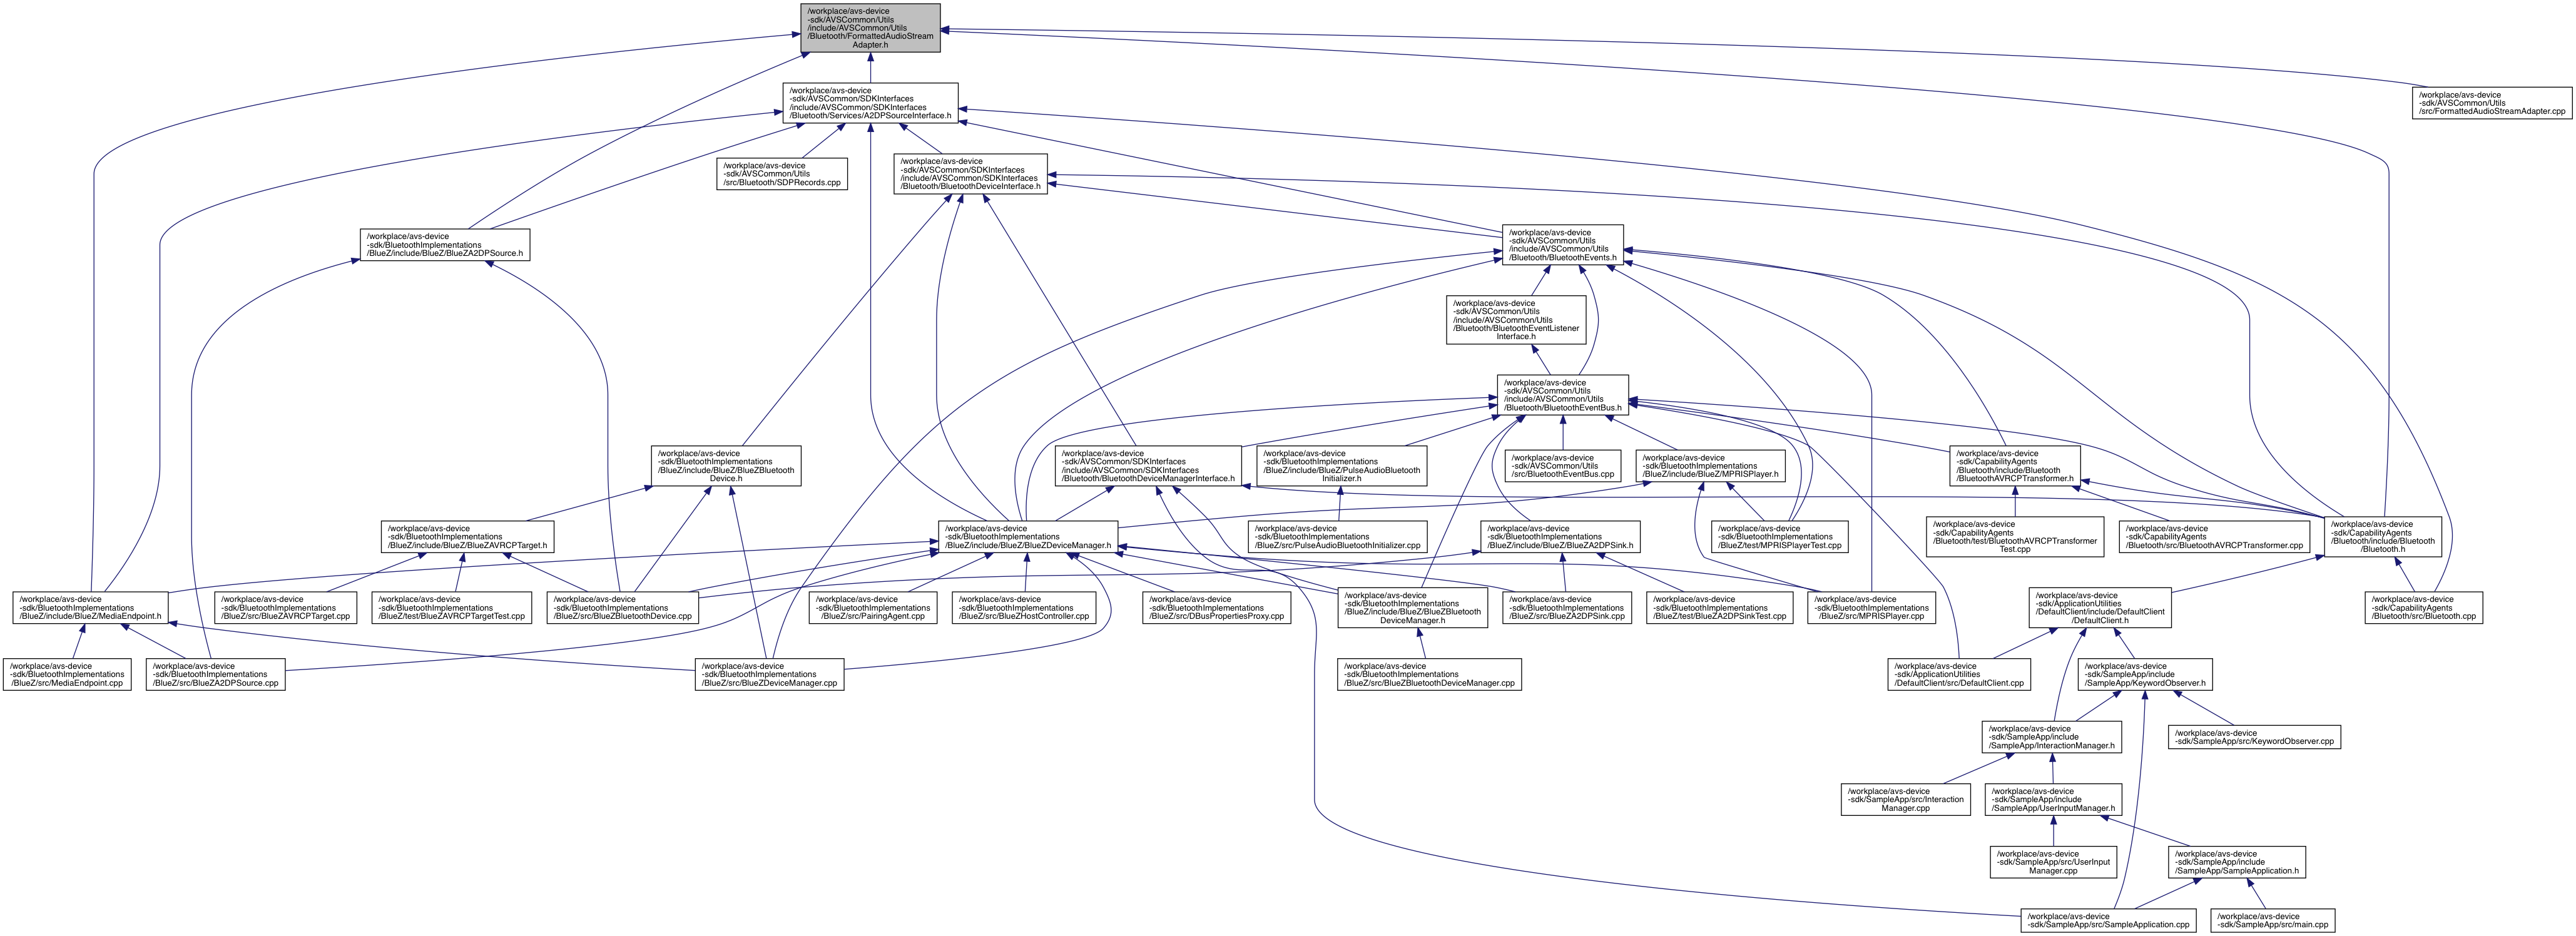 /workplace/avs-device
-sdk/AVSCommon/Utils
/include/AVSCommon/Utils
/Bluetooth/FormattedAudioStream
Adapter.h
/workplace/avs-device
-sdk/AVSCommon/SDKInterfaces
/include/AVSCommon/SDKInterfaces
/Bluetooth/Services/A2DPSourceInterface.h
/workplace/avs-device
-sdk/AVSCommon/Utils
/src/FormattedAudioStreamAdapter.cpp
/workplace/avs-device
-sdk/AVSCommon/Utils
/src/Bluetooth/SDPRecords.cpp
/workplace/avs-device
-sdk/AVSCommon/SDKInterfaces
/include/AVSCommon/SDKInterfaces
/Bluetooth/BluetoothDeviceInterface.h
/workplace/avs-device
-sdk/BluetoothImplementations
/BlueZ/include/BlueZ/BlueZA2DPSource.h
/workplace/avs-device
-sdk/AVSCommon/Utils
/include/AVSCommon/Utils
/Bluetooth/BluetoothEvents.h
/workplace/avs-device
-sdk/AVSCommon/Utils
/include/AVSCommon/Utils
/Bluetooth/BluetoothEventListener
Interface.h
/workplace/avs-device
-sdk/AVSCommon/Utils
/include/AVSCommon/Utils
/Bluetooth/BluetoothEventBus.h
/workplace/avs-device
-sdk/BluetoothImplementations
/BlueZ/include/BlueZ/BlueZBluetooth
Device.h
/workplace/avs-device
-sdk/AVSCommon/SDKInterfaces
/include/AVSCommon/SDKInterfaces
/Bluetooth/BluetoothDeviceManagerInterface.h
/workplace/avs-device
-sdk/BluetoothImplementations
/BlueZ/include/BlueZ/PulseAudioBluetooth
Initializer.h
/workplace/avs-device
-sdk/AVSCommon/Utils
/src/BluetoothEventBus.cpp
/workplace/avs-device
-sdk/BluetoothImplementations
/BlueZ/include/BlueZ/MPRISPlayer.h
/workplace/avs-device
-sdk/CapabilityAgents
/Bluetooth/include/Bluetooth
/BluetoothAVRCPTransformer.h
/workplace/avs-device
-sdk/BluetoothImplementations
/BlueZ/include/BlueZ/BlueZAVRCPTarget.h
/workplace/avs-device
-sdk/BluetoothImplementations
/BlueZ/include/BlueZ/BlueZDeviceManager.h
/workplace/avs-device
-sdk/BluetoothImplementations
/BlueZ/src/PulseAudioBluetoothInitializer.cpp
/workplace/avs-device
-sdk/BluetoothImplementations
/BlueZ/include/BlueZ/BlueZA2DPSink.h
/workplace/avs-device
-sdk/BluetoothImplementations
/BlueZ/test/MPRISPlayerTest.cpp
/workplace/avs-device
-sdk/CapabilityAgents
/Bluetooth/test/BluetoothAVRCPTransformer
Test.cpp
/workplace/avs-device
-sdk/CapabilityAgents
/Bluetooth/src/BluetoothAVRCPTransformer.cpp
/workplace/avs-device
-sdk/CapabilityAgents
/Bluetooth/include/Bluetooth
/Bluetooth.h
/workplace/avs-device
-sdk/BluetoothImplementations
/BlueZ/include/BlueZ/MediaEndpoint.h
/workplace/avs-device
-sdk/BluetoothImplementations
/BlueZ/src/BlueZAVRCPTarget.cpp
/workplace/avs-device
-sdk/BluetoothImplementations
/BlueZ/test/BlueZAVRCPTargetTest.cpp
/workplace/avs-device
-sdk/BluetoothImplementations
/BlueZ/src/BlueZBluetoothDevice.cpp
/workplace/avs-device
-sdk/BluetoothImplementations
/BlueZ/src/PairingAgent.cpp
/workplace/avs-device
-sdk/BluetoothImplementations
/BlueZ/src/BlueZHostController.cpp
/workplace/avs-device
-sdk/BluetoothImplementations
/BlueZ/src/DBusPropertiesProxy.cpp
/workplace/avs-device
-sdk/BluetoothImplementations
/BlueZ/include/BlueZ/BlueZBluetooth
DeviceManager.h
/workplace/avs-device
-sdk/BluetoothImplementations
/BlueZ/src/BlueZA2DPSink.cpp
/workplace/avs-device
-sdk/BluetoothImplementations
/BlueZ/test/BlueZA2DPSinkTest.cpp
/workplace/avs-device
-sdk/BluetoothImplementations
/BlueZ/src/MPRISPlayer.cpp
/workplace/avs-device
-sdk/ApplicationUtilities
/DefaultClient/include/DefaultClient
/DefaultClient.h
/workplace/avs-device
-sdk/CapabilityAgents
/Bluetooth/src/Bluetooth.cpp
/workplace/avs-device
-sdk/BluetoothImplementations
/BlueZ/src/MediaEndpoint.cpp
/workplace/avs-device
-sdk/BluetoothImplementations
/BlueZ/src/BlueZA2DPSource.cpp
/workplace/avs-device
-sdk/BluetoothImplementations
/BlueZ/src/BlueZDeviceManager.cpp
/workplace/avs-device
-sdk/BluetoothImplementations
/BlueZ/src/BlueZBluetoothDeviceManager.cpp
/workplace/avs-device
-sdk/ApplicationUtilities
/DefaultClient/src/DefaultClient.cpp
/workplace/avs-device
-sdk/SampleApp/include
/SampleApp/KeywordObserver.h
/workplace/avs-device
-sdk/SampleApp/include
/SampleApp/InteractionManager.h
/workplace/avs-device
-sdk/SampleApp/src/KeywordObserver.cpp
/workplace/avs-device
-sdk/SampleApp/src/Interaction
Manager.cpp
/workplace/avs-device
-sdk/SampleApp/include
/SampleApp/UserInputManager.h
/workplace/avs-device
-sdk/SampleApp/src/UserInput
Manager.cpp
/workplace/avs-device
-sdk/SampleApp/include
/SampleApp/SampleApplication.h
/workplace/avs-device
-sdk/SampleApp/src/SampleApplication.cpp
/workplace/avs-device
-sdk/SampleApp/src/main.cpp